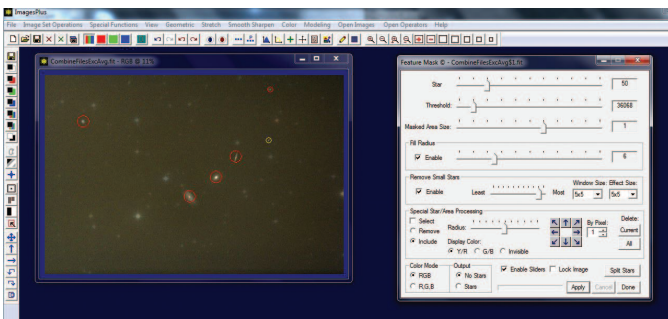 ImagesPlus
File Image Set Operations Special Functions View Geometric Stretch Smooth Sharpen Color Modeling Open Images Open Operators Help
CombineFilesExcAvg.fit - RGB @ 11%
Feature Mask © - CombineFilesExcAvg$1.fit
Star 50
Threshold: 36068
Masked Area Size: 1
Fill Radius
Enable 6
Remove Small Stars
Window Size: Effect Size:
Enable Least Most 5x5 5x5
Special Star/Area Processing
Select
Remove Radius: By Pixel: Delete:
Include Display Color: 1 Current
Y/R G/B Invisible All
Color Mode Output
RGB No Stars Enable Sliders Lock Image Split Stars
R,G,B Stars Apply Cancel Done